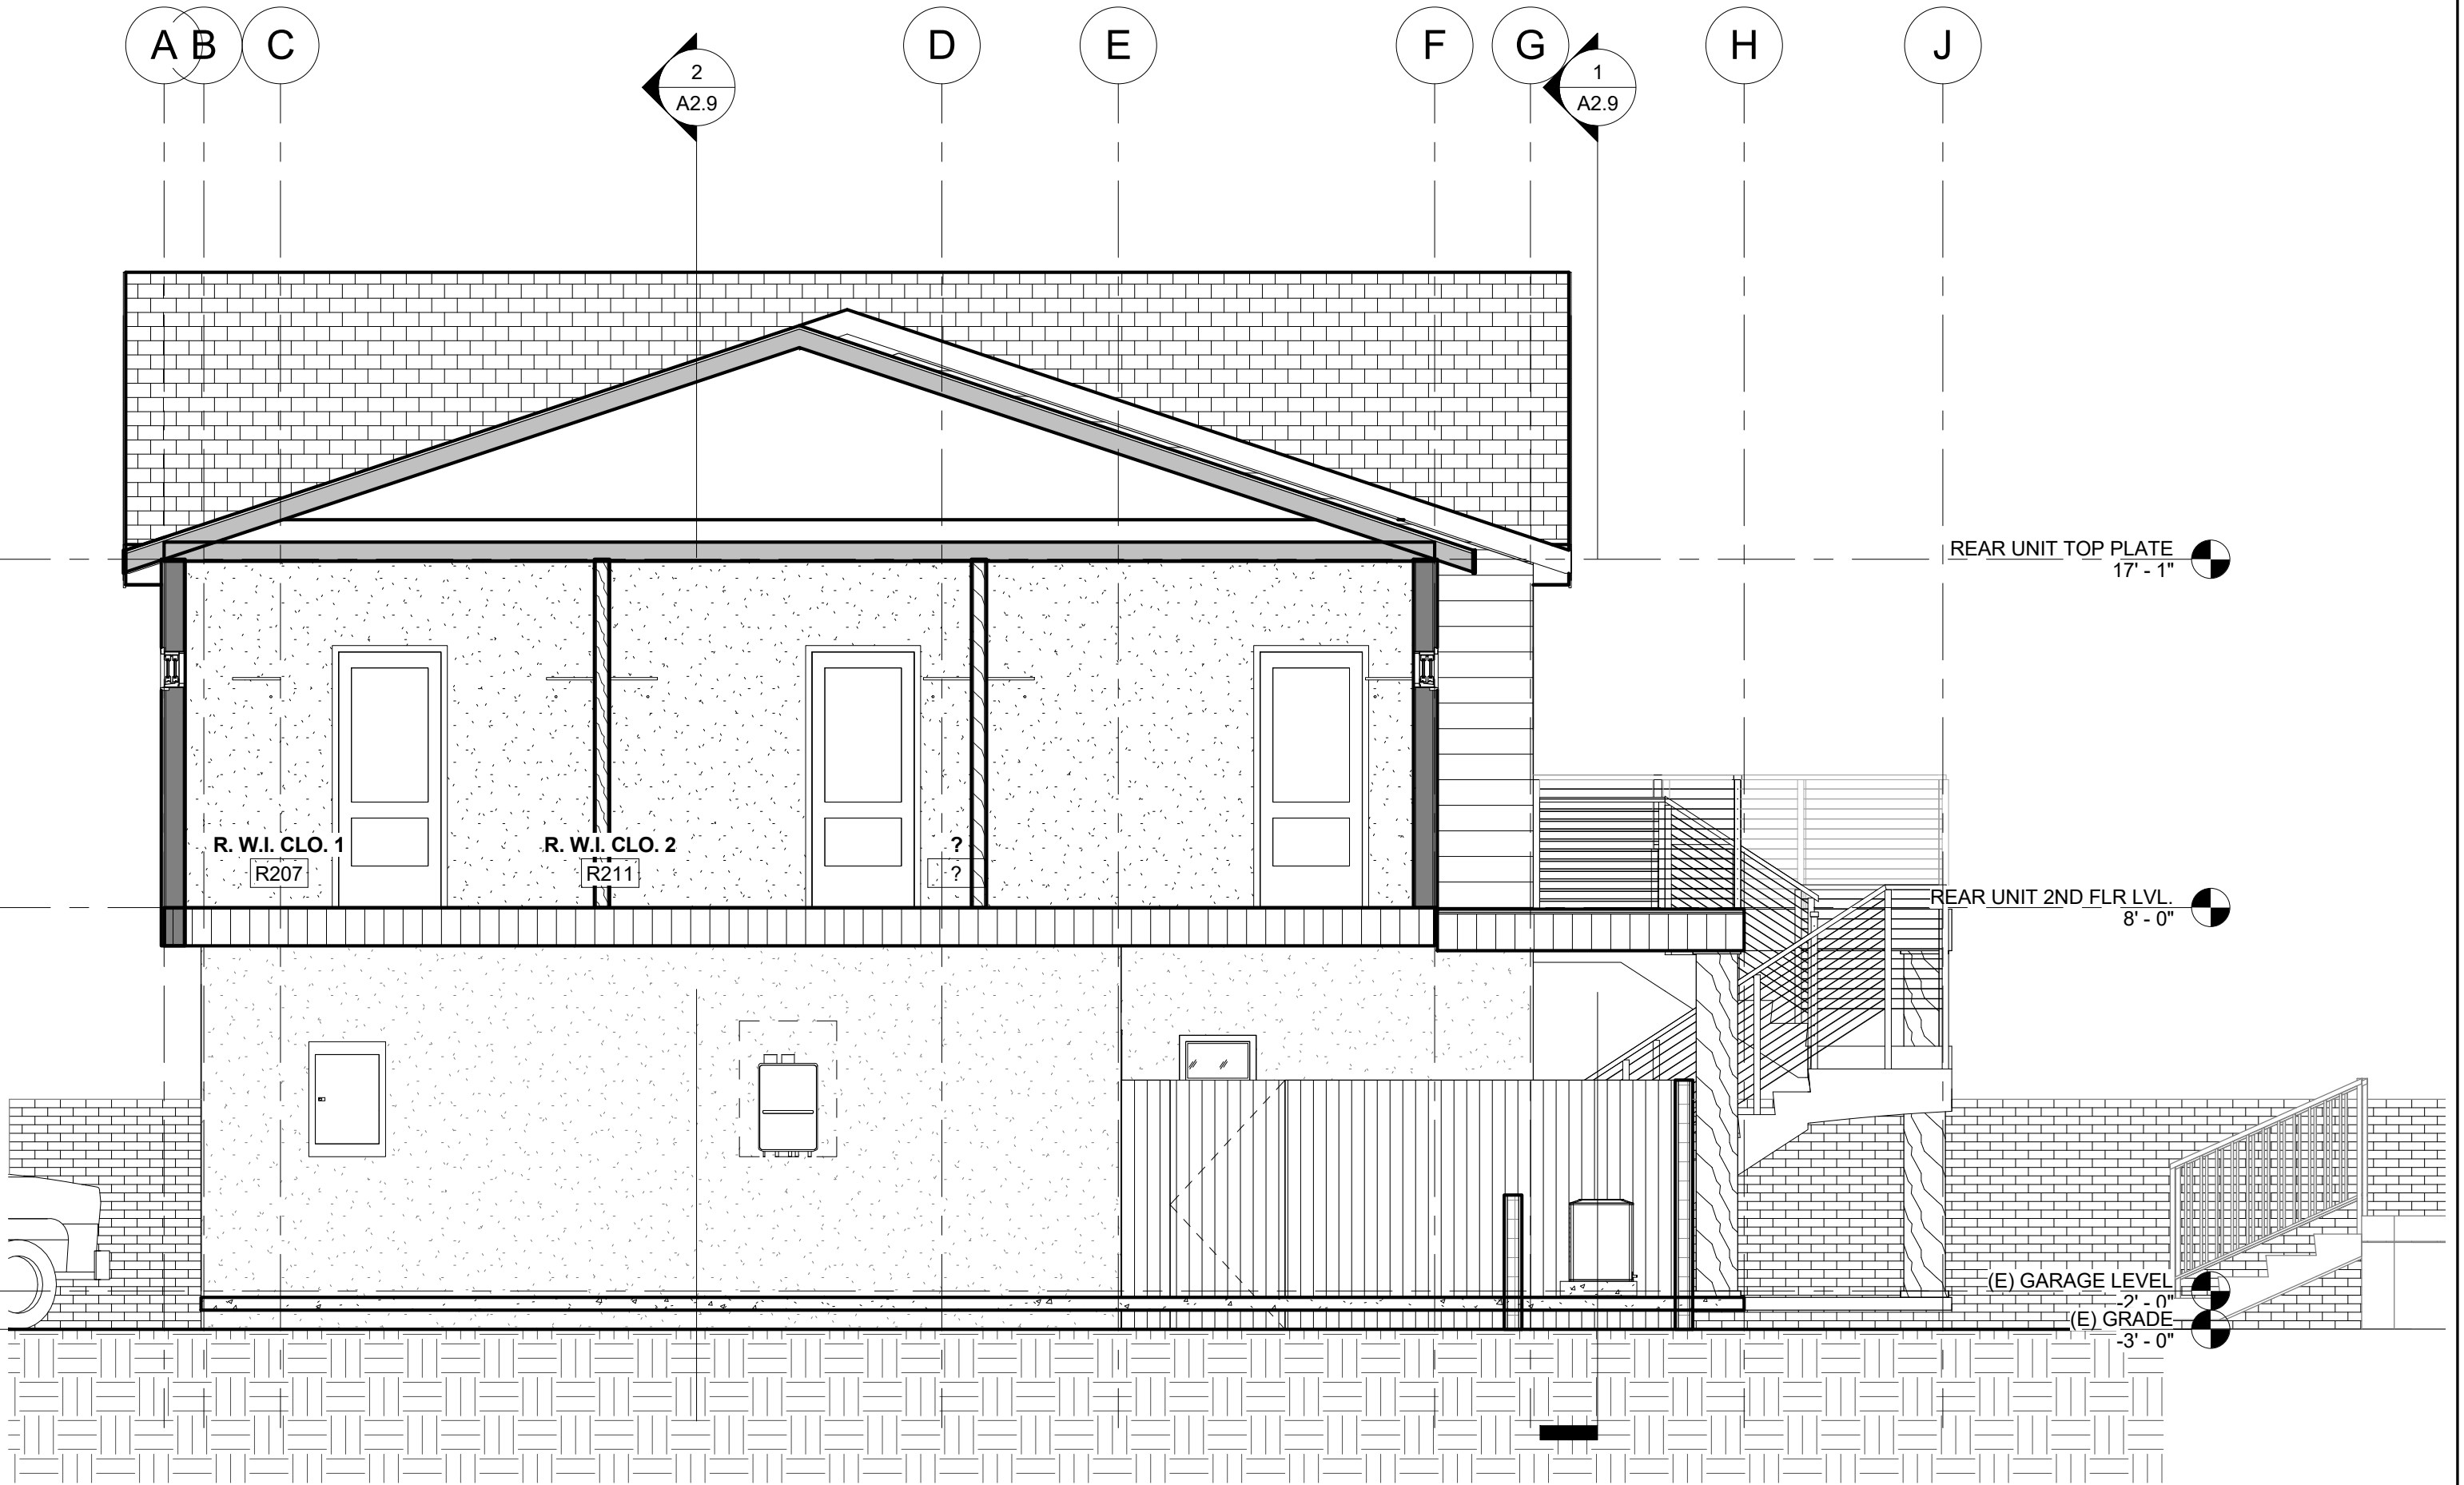 A B C D E F G H J
2
A2.9
1
A2.9
REAR UNIT TOP PLATE
17' - 1"
R. W.I. CLO. 1
R207
R. W.I. CLO. 2
R211
?
?
REAR UNIT 2ND FLR LVL.
8' - 0"
(E) GARAGE LEVEL
-2' - 0"
(E) GRADE
-3' - 0"